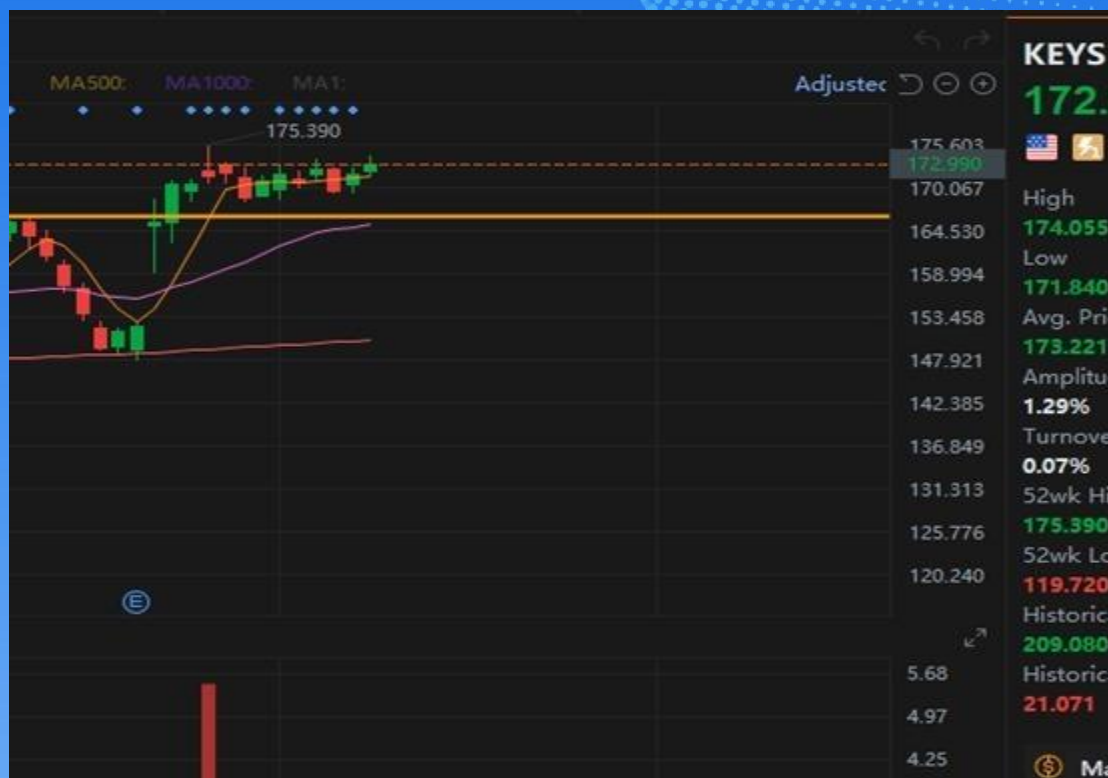 KEYS
MA500: MA1000: MA1:
Adjusted
172.
175.390
175.603
172.990
170.067
164.530
158.994
153.458
147.921
142.385
136.849
131.313
125.776
120.240
E
5.68
4.97
4.25
High
174.055
Low
171.840
Avg. Pri
173.221
Amplitu
1.29%
Turnove
0.07%
52wk Hi
175.390
52wk Lo
119.720
Historic
209.080
Historic
21.071
$ Ma